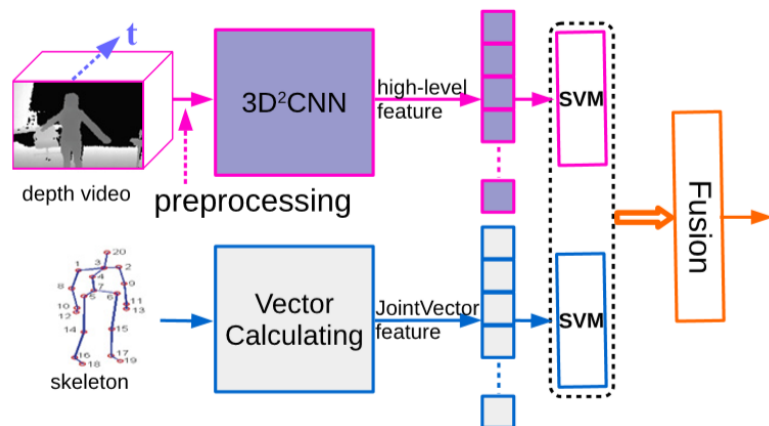 t
3D²CNN
high-level
feature
SVM
depth video
preprocessing
Fusion
20
1
3
2
4
8
7
9
5
6
10
11
12
13
14
15
16
17
18
19
skeleton
Vector
Calculating
JointVector
feature
SVM